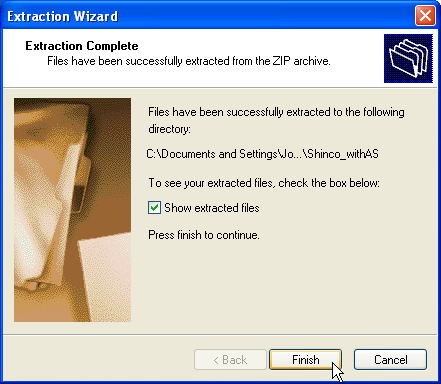 Extraction Wizard
Extraction Complete
Files have been successfully extracted from the ZIP archive.
Files have been successfully extracted to the following
directory:
C:\Documents and Settings\Jo...\Shinco_withAS
To see your extracted files, check the box below:
Show extracted files
Press finish to continue.
< Back
Finish
Cancel